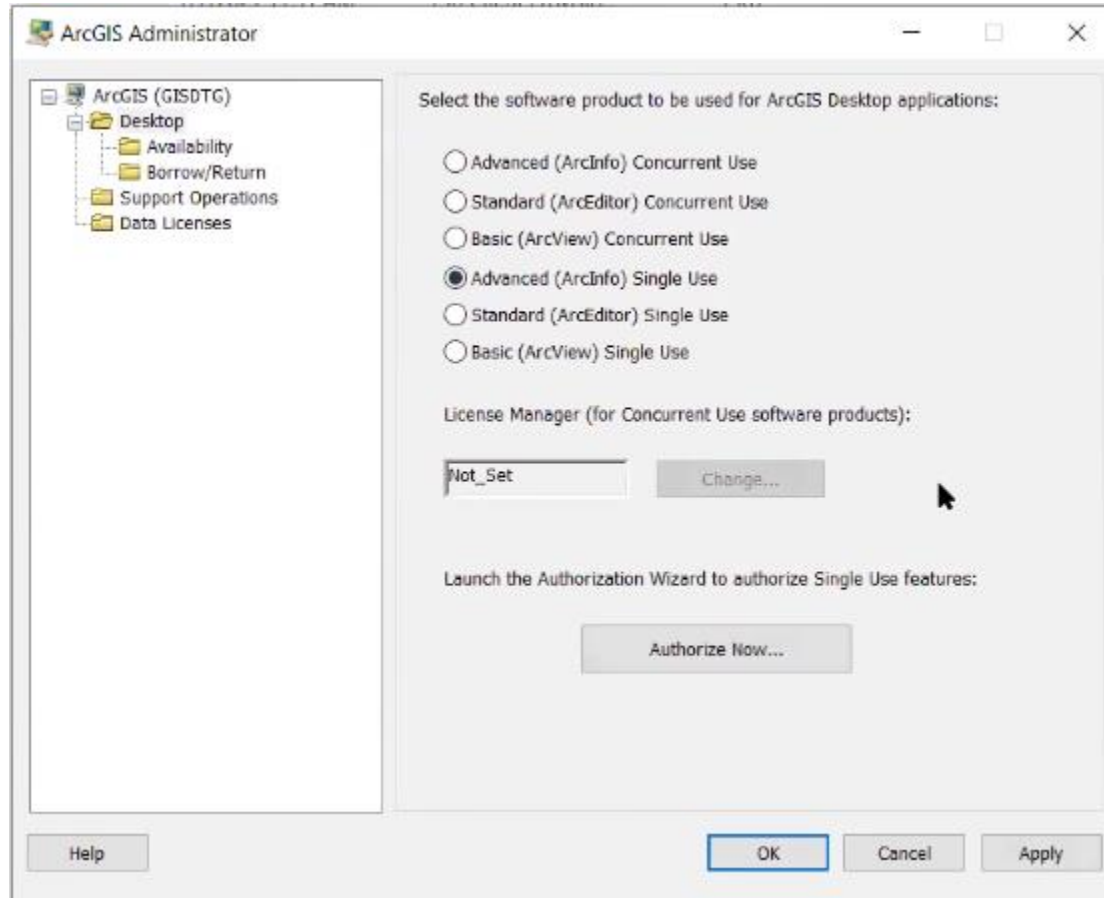 ArcGIS Administrator
ArcGIS (GISDTG)
Desktop
Availability
Borrow/Return
Support Operations
Data Licenses
Select the software product to be used for ArcGIS Desktop applications:
Advanced (ArcInfo) Concurrent Use
Standard (ArcEditor) Concurrent Use
Basic (ArcView) Concurrent Use
Advanced (ArcInfo) Single Use
Standard (ArcEditor) Single Use
Basic (ArcView) Single Use
License Manager (for Concurrent Use software products):
Not_Set
Change...
Launch the Authorization Wizard to authorize Single Use features:
Authorize Now...
Help
OK
Cancel
Apply